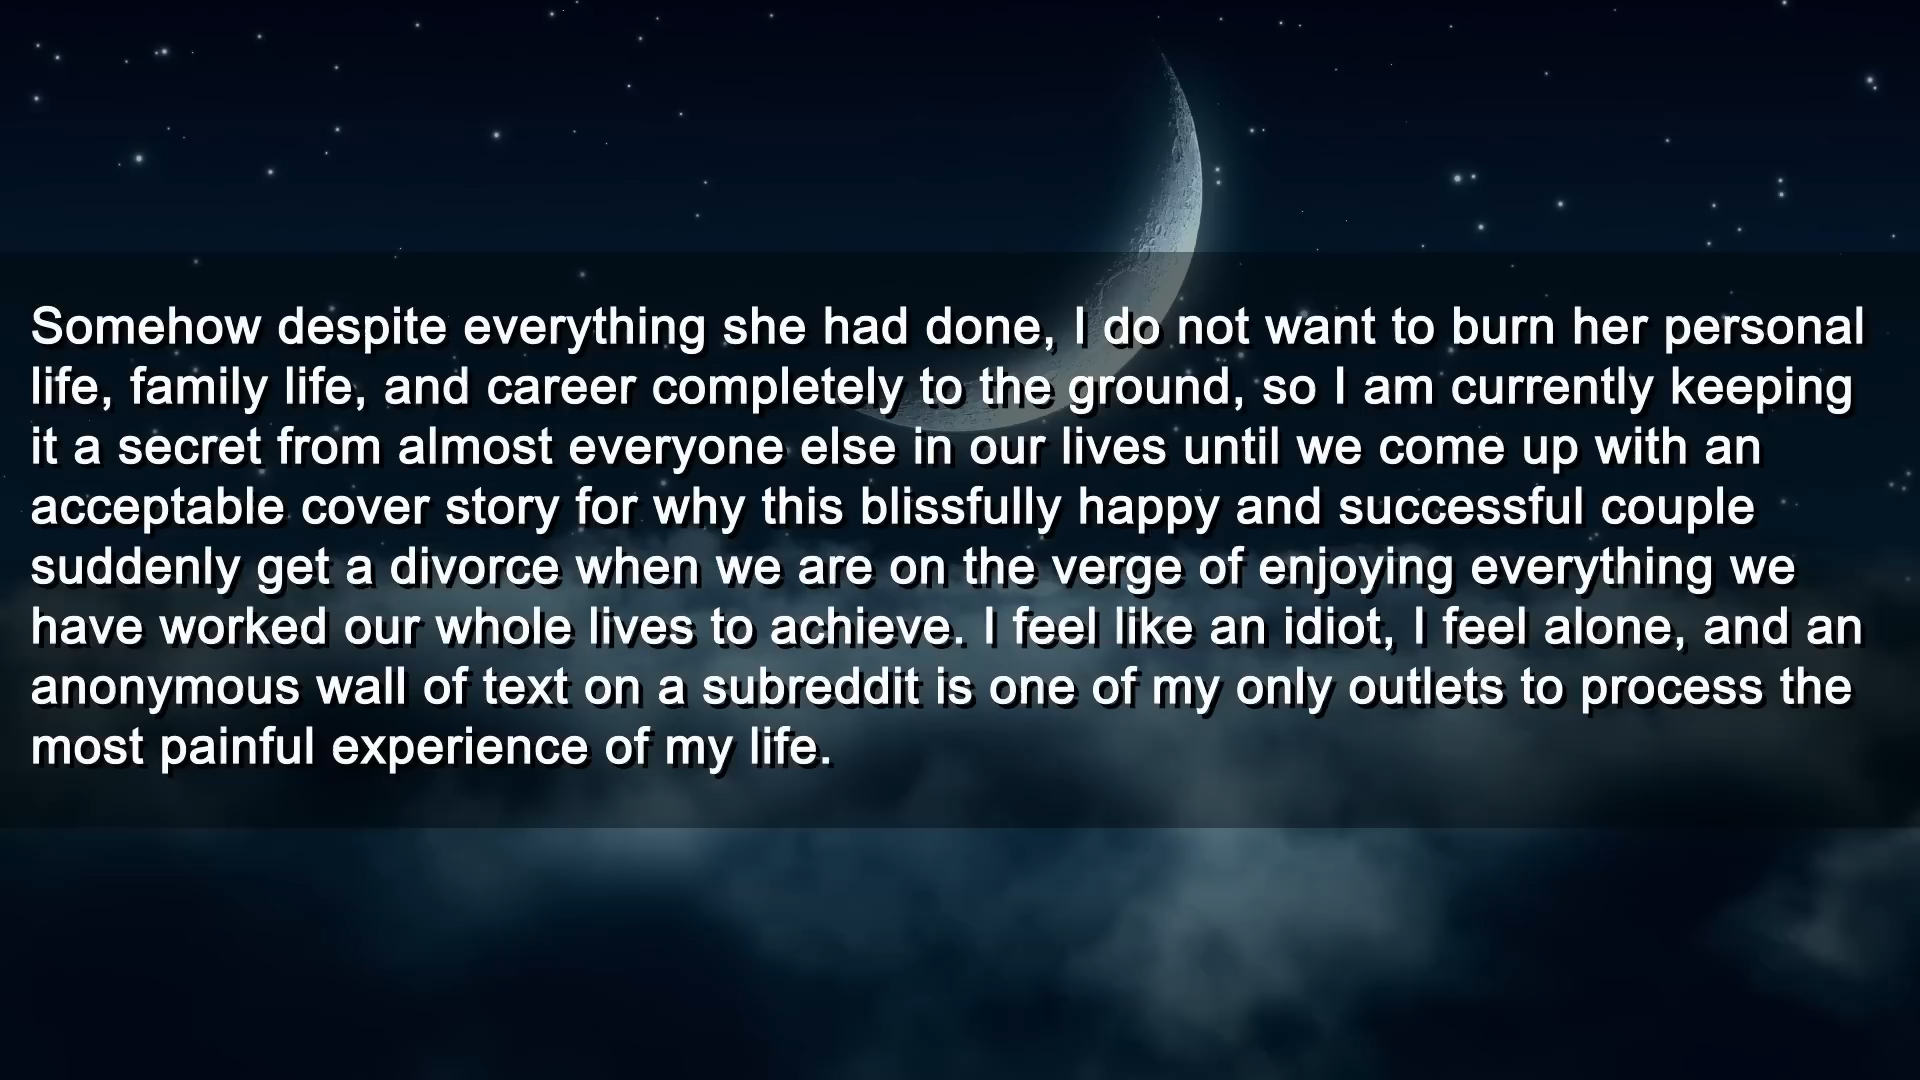 Somehow despite everything she had done, I do not want to burn her personal
life, family life, and career completely to the ground, so I am currently keeping
it a secret from almost everyone else in our lives until we come up with an
acceptable cover story for why this blissfully happy and successful couple
suddenly get a divorce when we are on the verge of enjoying everything we
have worked our whole lives to achieve. I feel like an idiot, I feel alone, and an
anonymous wall of text on a subreddit is one of my only outlets to process the
most painful experience of my life.